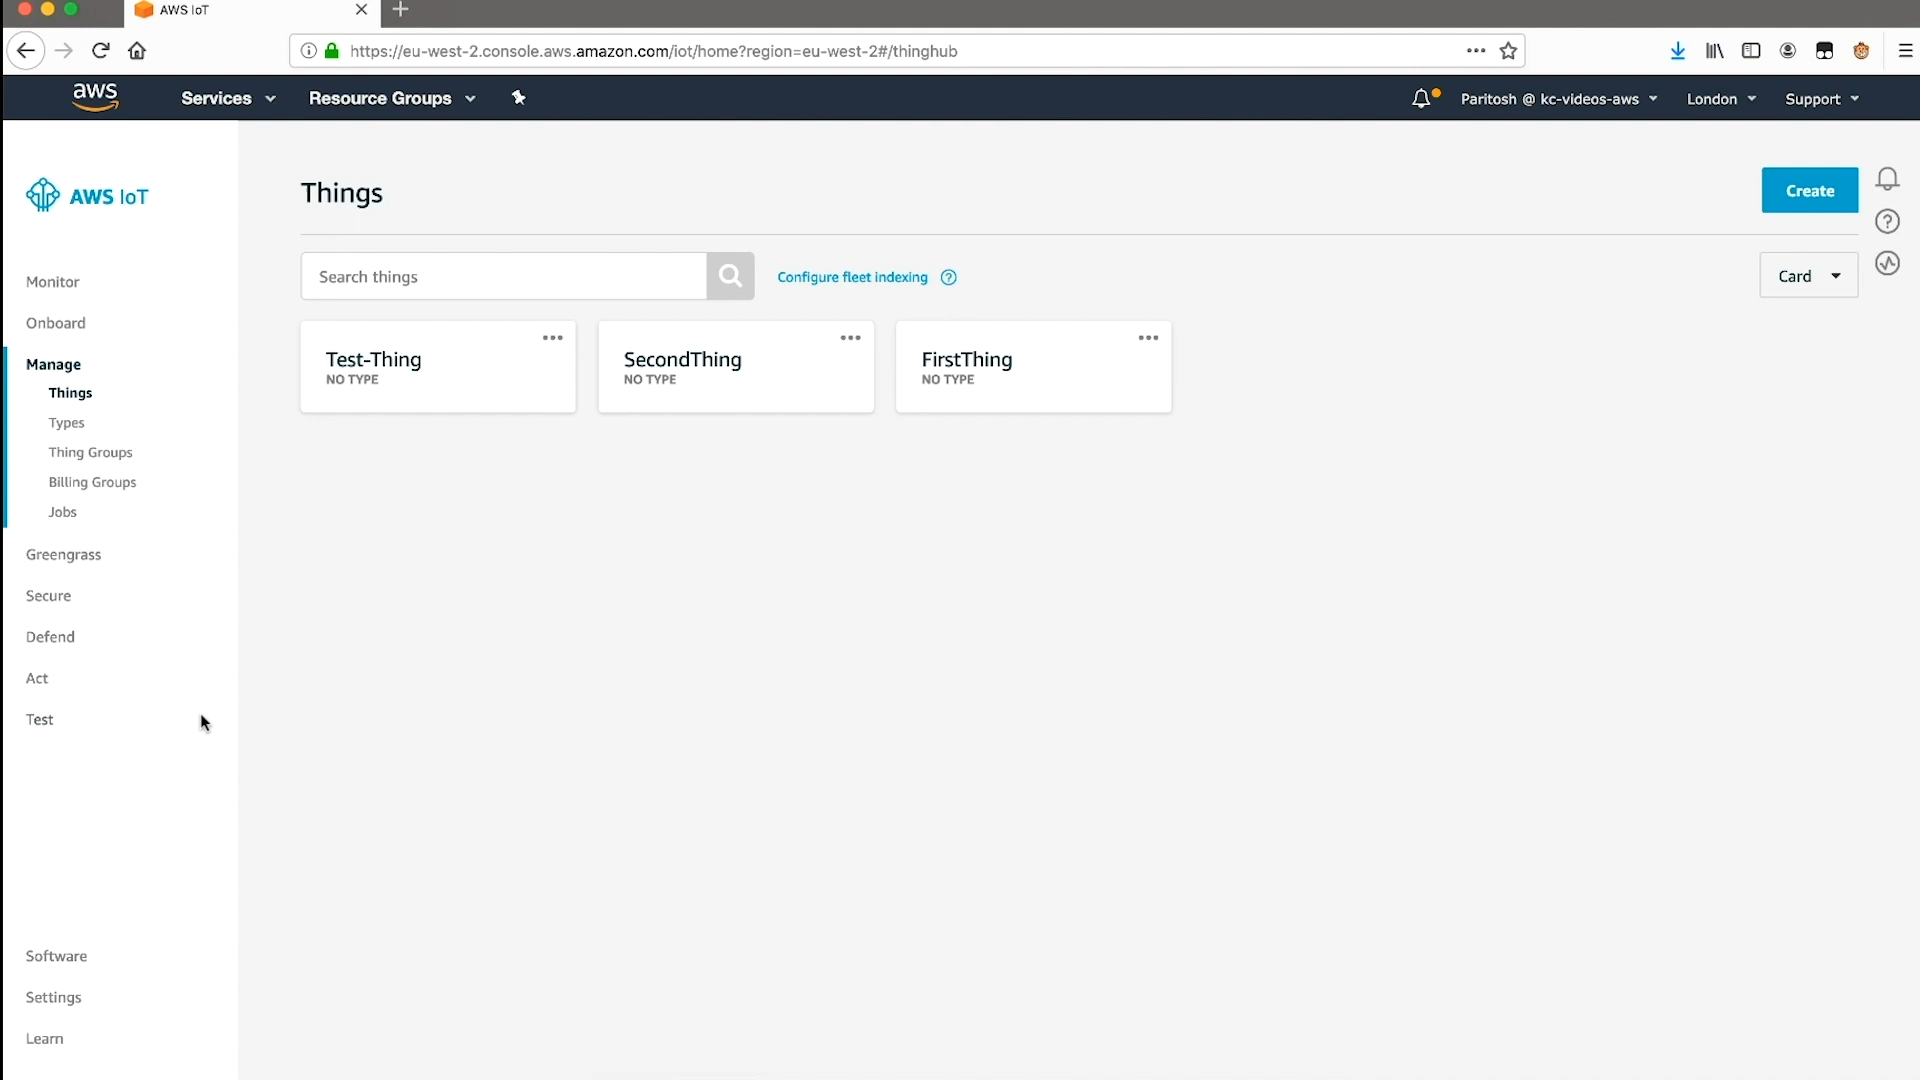 AWS IoT
https://eu-west-2.console.aws.amazon.com/iot/home?region=eu-west-2#/thinghub
aws
Services
Resource Groups
Paritosh @ kc-videos-aws
London
Support
AWS IoT
Things
Create
Search things
Configure fleet indexing
Card
Monitor
Onboard
Manage
Things
Types
Thing Groups
Billing Groups
Jobs
Greengrass
Secure
Defend
Act
Test
Software
Settings
Learn
Test-Thing
NO TYPE
SecondThing
NO TYPE
FirstThing
NO TYPE